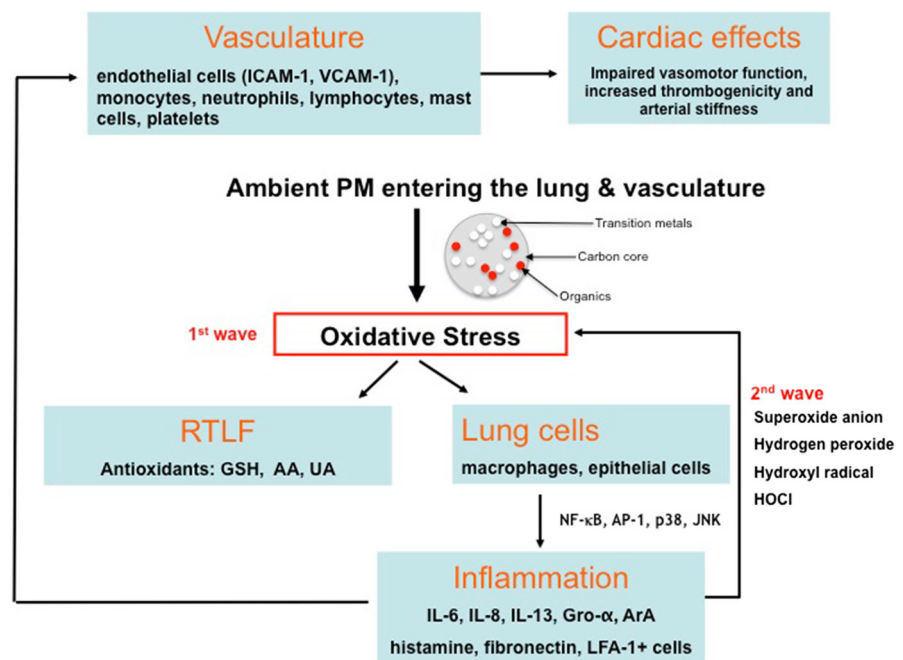 Vasculature
endothelial cells (ICAM-1, VCAM-1),
monocytes, neutrophils, lymphocytes, mast
cells, platelets
Cardiac effects
Impaired vasomotor function,
increased thrombogenicity and
arterial stiffness
Ambient PM entering the lung & vasculature
Transition metals
Carbon core
Organics
1st wave
Oxidative Stress
2nd wave
Superoxide anion
Hydrogen peroxide
Hydroxyl radical
HOCl
RTLF
Antioxidants: GSH, AA, UA
Lung cells
macrophages, epithelial cells
NF-κB, AP-1, p38, JNK
Inflammation
IL-6, IL-8, IL-13, Gro-α, ArA
histamine, fibronectin, LFA-1+ cells